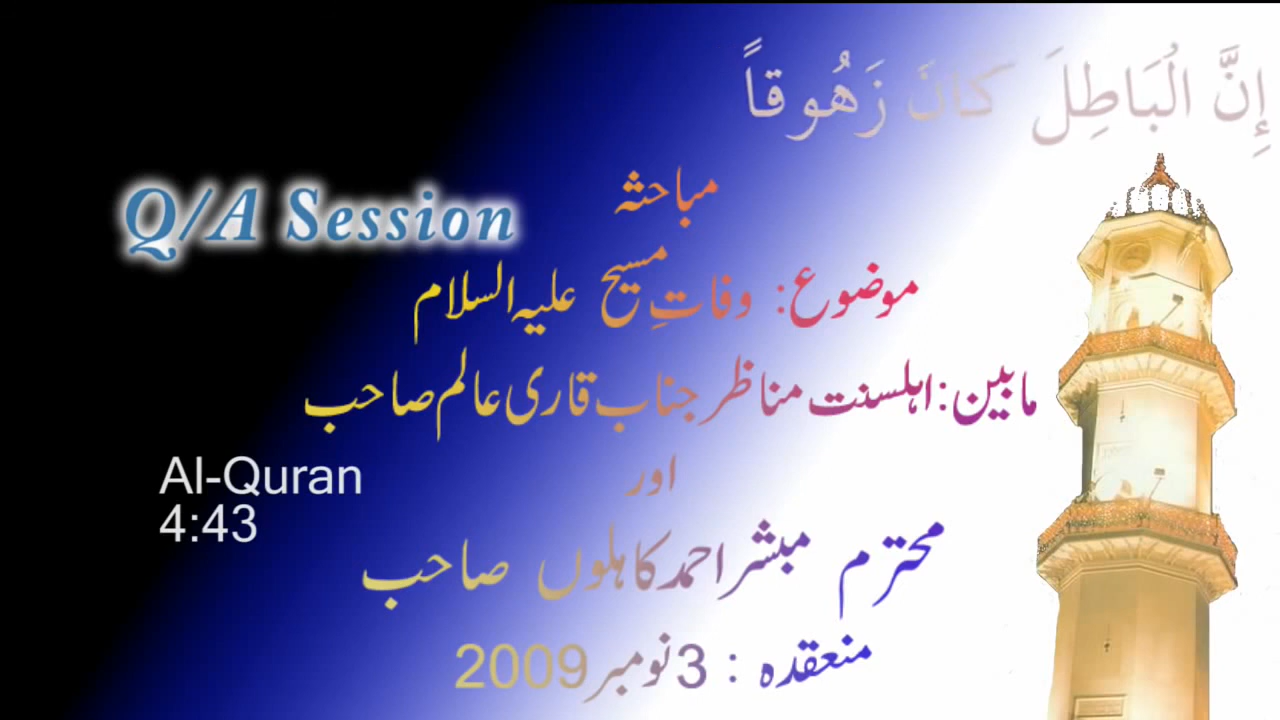 إِنَّ الْبَاطِلَ كَانَ زَهُوقاً
مباحثہ
Q/A Session
موضوع: وفاتِ مسیح علیہ السلام
مابین: اہلسنت مناظر جناب قاری عالم صاحب
اور
Al-Quran
4:43
محترم مبشر احمد کاہلوں صاحب
منعقدہ : 3 نومبر 2009